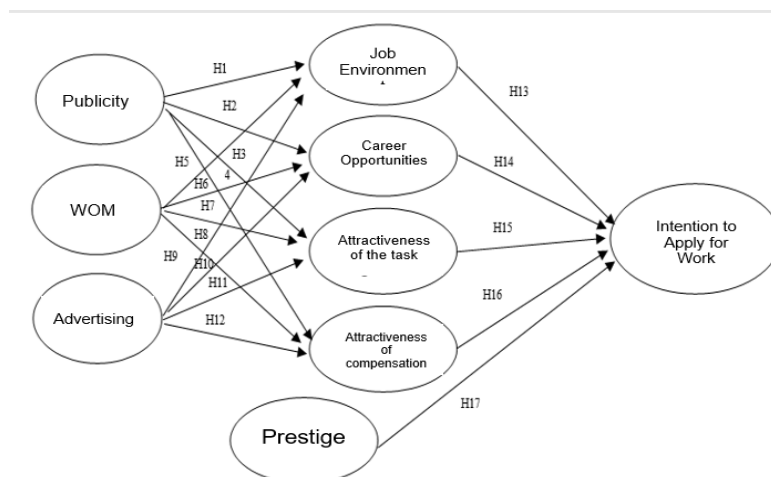 Publicity
WOM
Advertising
H1
H2
H3
4
H5
H6
H7
H8
H9
H10
H11
H12
Job
Environmen
Career
Opportunities
Attractiveness
of the task
Attractiveness
of
compensation
Prestige
H13
H14
H15
H16
H17
Intention to
Apply for
Work